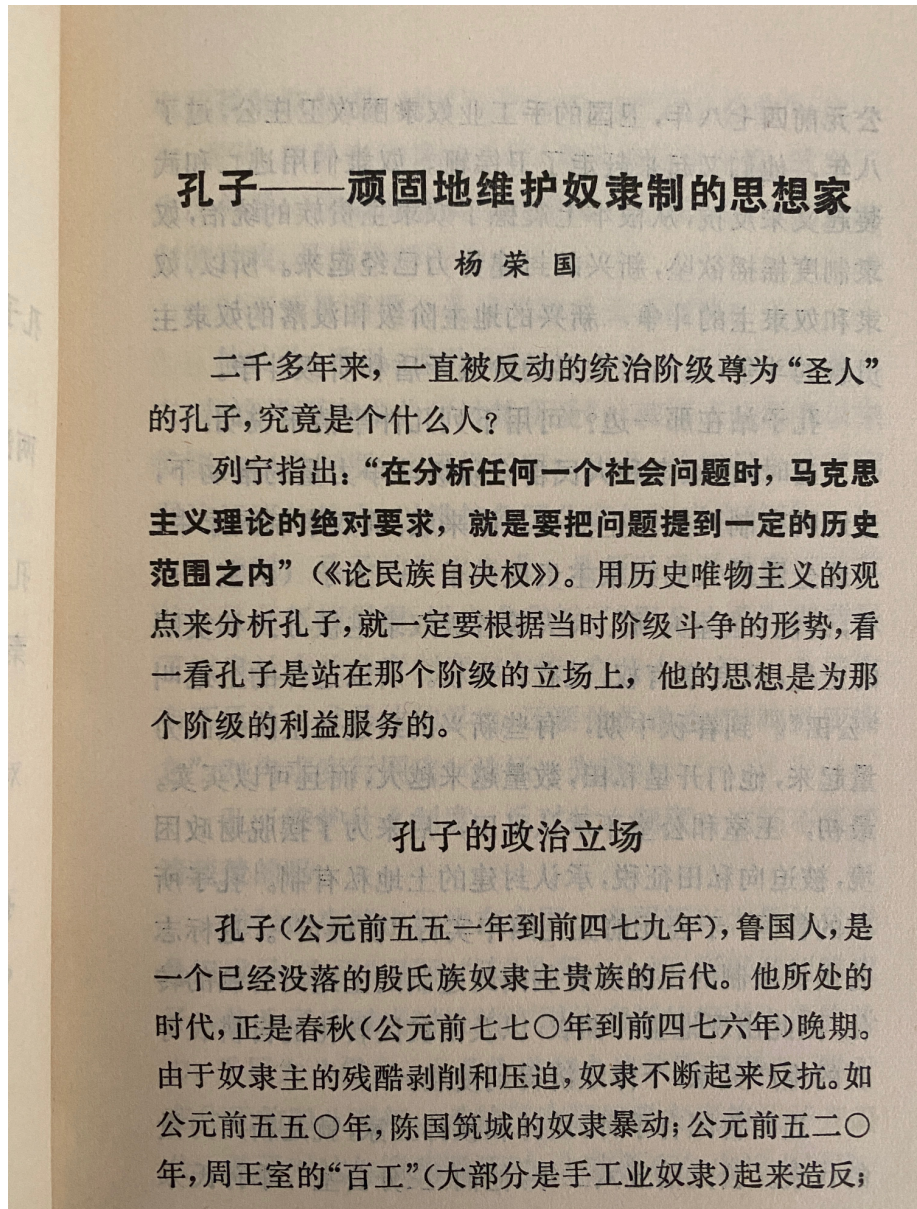 孔子——顽固地维护奴隶制的思想家
杨荣国
二千多年来，一直被反动的统治阶级尊为“圣人”
的孔子，究竟是个什么人？
列宁指出：“在分析任何一个社会问题时，马克思
主义理论的绝对要求，就是要把问题提到一定的历史
范围之内”（《论民族自决权》）。用历史唯物主义的观
点来分析孔子，就一定要根据当时阶级斗争的形势，看
一看孔子是站在那个阶级的立场上，他的思想是为那
个阶级的利益服务的。
孔子的政治立场
孔子（公元前五五一年到前四七九年），鲁国人，是
一个已经没落的殷氏族奴隶主贵族的后代。他所处的
时代，正是春秋（公元前七七〇年到前四七六年）晚期。
由于奴隶主的残酷剥削和压迫，奴隶不断起来反抗。如
公元前五五〇年，陈国筑城的奴隶暴动；公元前五二〇
年，周王室的“百工”（大部分是手工业奴隶）起来造反；